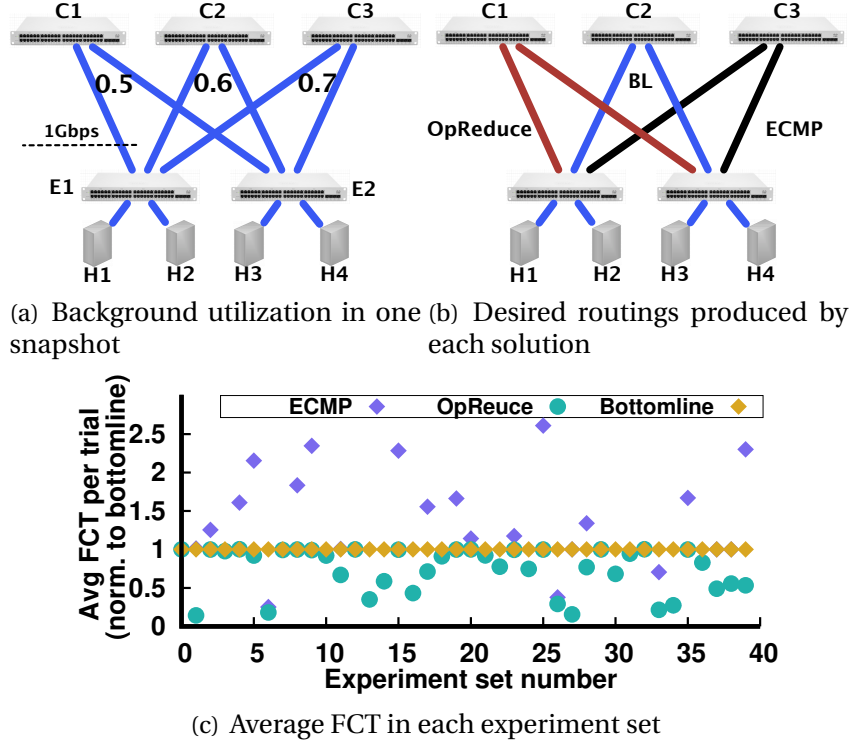 C1 C2 C3 C1 C2 C3
0.5 0.6 0.7 BL
1Gbps OpReduce ECMP
E1 E2
H1 H2 H3 H4 H1 H2 H3 H4
(a) Background utilization in one
snapshot
(b) Desired routings produced by
each solution
ECMP OpReuce Bottomline
Avg FCT per trial
(norm. to bottomline)
2.5
2
1.5
1
0.5
0
0 5 10 15 20 25 30 35 40
Experiment set number
(c) Average FCT in each experiment set